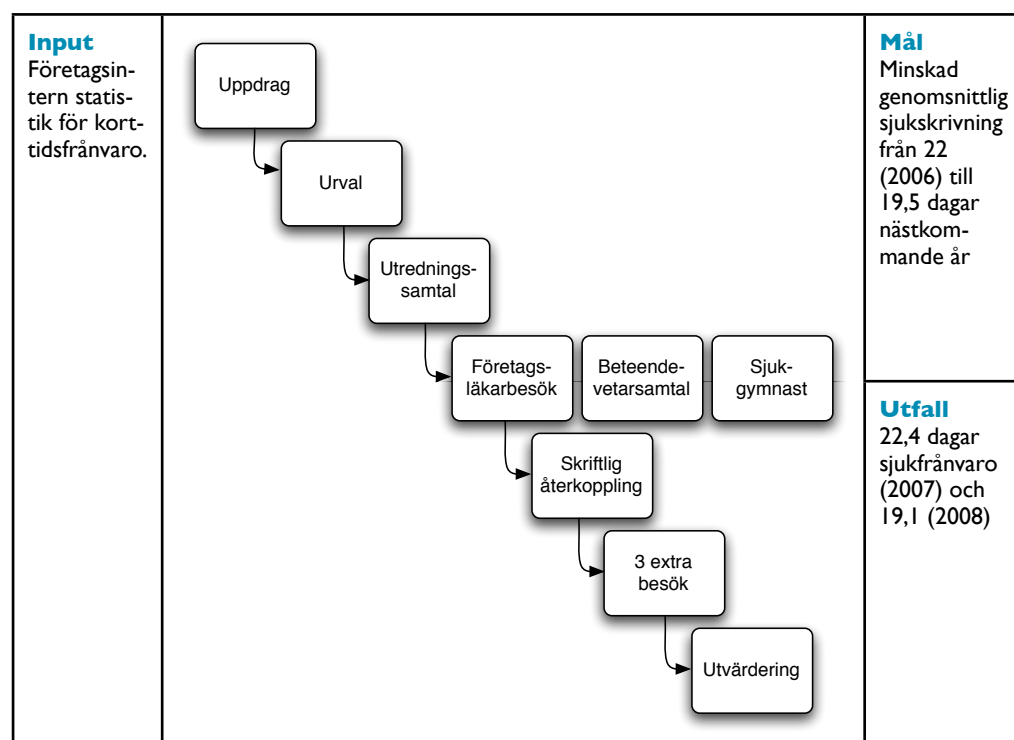 Input
Företagsin-
tern statis-
tik för kort-
tidsfrånvaro.
Uppdrag
Urval
Utrednings-
samtal
Företags-
läkarbesök
Beteende-
vetarsamtal
Sjuk-
gymnast
Skriftlig
återkoppling
3 extra
besök
Utvärdering
Mål
Minskad
genomsnittlig
sjukskrivning
från 22
(2006) till
19,5 dagar
nästkom-
mande år
Utfall
22,4 dagar
sjukfrånvaro
(2007) och
19,1 (2008)